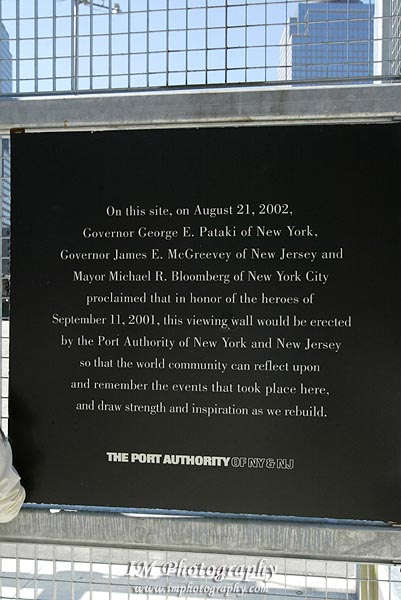 On this site, on August 21, 2002,
Governor George E. Pataki of New York,
Governor James E. McGreevey of New Jersey and
Mayor Michael R. Bloomberg of New York City
proclaimed that in honor of the heroes of
September 11, 2001, this viewing wall would be erected
by the Port Authority of New York and New Jersey
so that the world community can reflect upon
and remember the events that took place here,
and draw strength and inspiration as we rebuild.
THE PORT AUTHORITY OF NY & NJ
IM Photography
www.imphotography.com